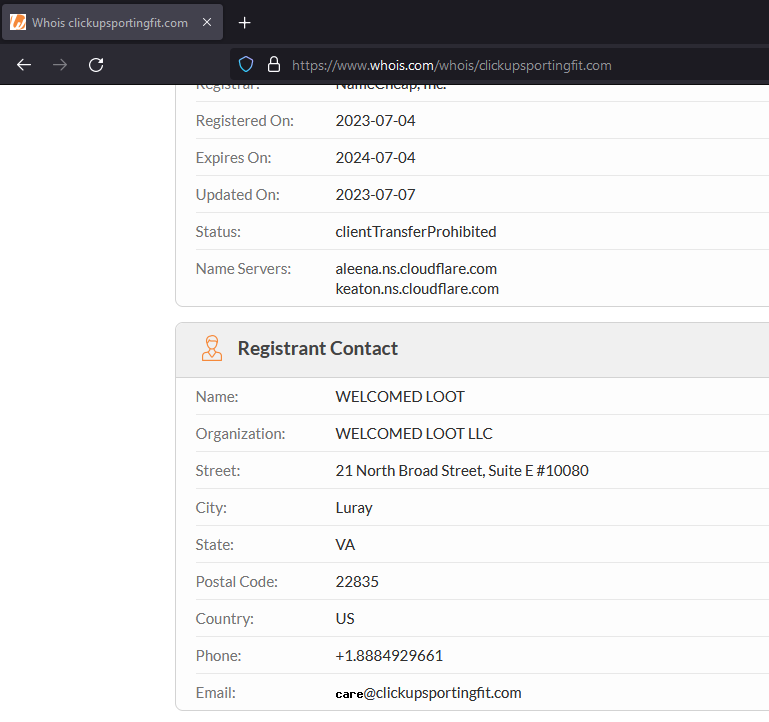 Whois clickupsportingfit.com
https://www.whois.com/whois/clickupsportingfit.com
Registrar: NameCheap, Inc.
Registered On: 2023-07-04
Expires On: 2024-07-04
Updated On: 2023-07-07
Status: clientTransferProhibited
Name Servers: aleena.ns.cloudflare.com
keaton.ns.cloudflare.com
Registrant Contact
Name: WELCOMED LOOT
Organization: WELCOMED LOOT LLC
Street: 21 North Broad Street, Suite E #10080
City: Luray
State: VA
Postal Code: 22835
Country: US
Phone: +1.8884929661
Email: care@clickupsportingfit.com